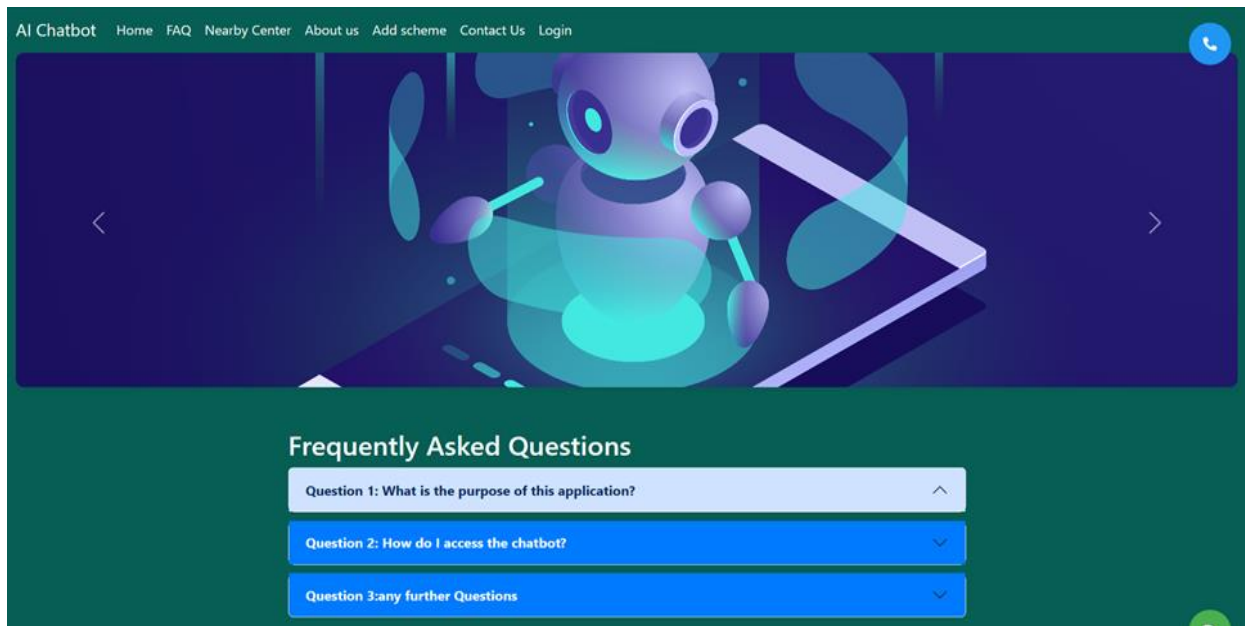 AI Chatbot Home FAQ Nearby Center About us Add scheme Contact Us Login
Frequently Asked Questions
Question 1: What is the purpose of this application?
Question 2: How do I access the chatbot?
Question 3:any further Questions